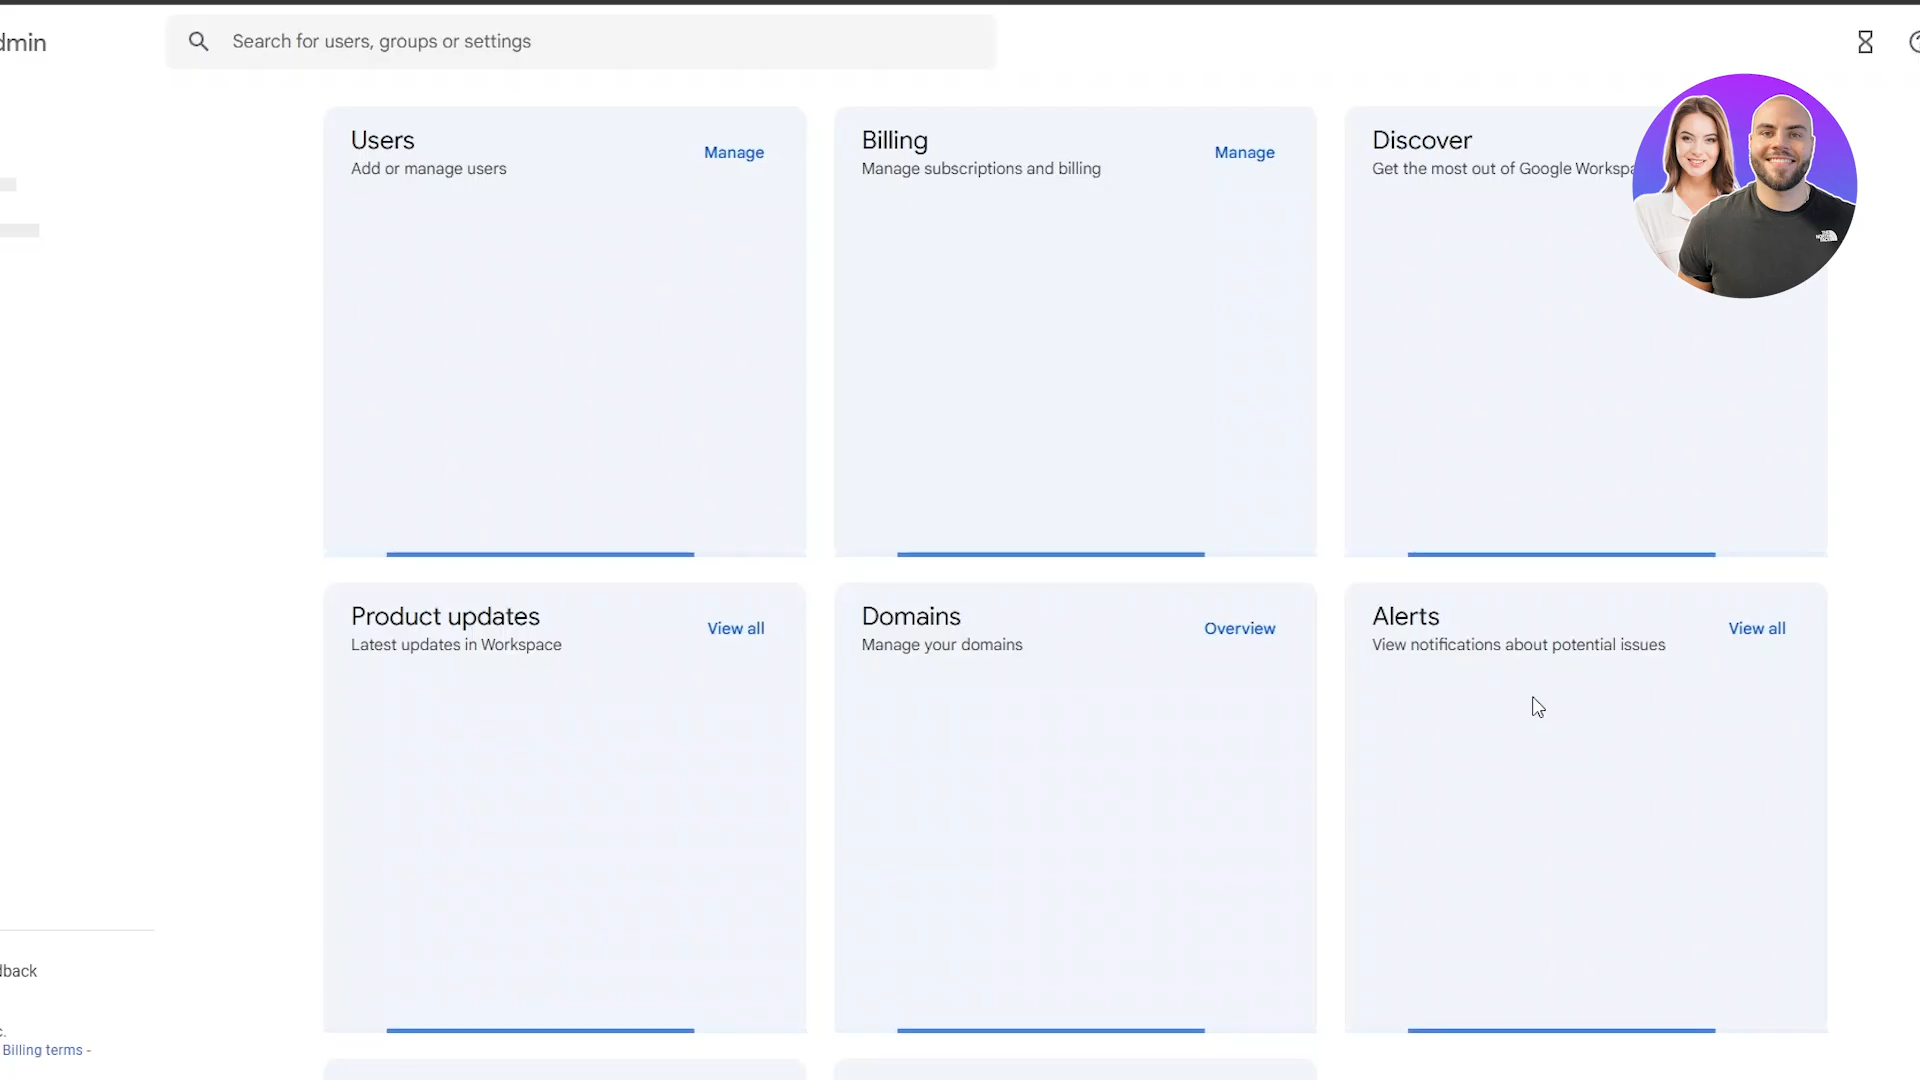 dmin
Search for users, groups or settings
Users
Manage
Add or manage users
Billing
Manage
Manage subscriptions and billing
Discover
Get the most out of Google Workspa
Product updates
View all
Latest updates in Workspace
Domains
Overview
Manage your domains
Alerts
View all
View notifications about potential issues
dback
c.
Billing terms -